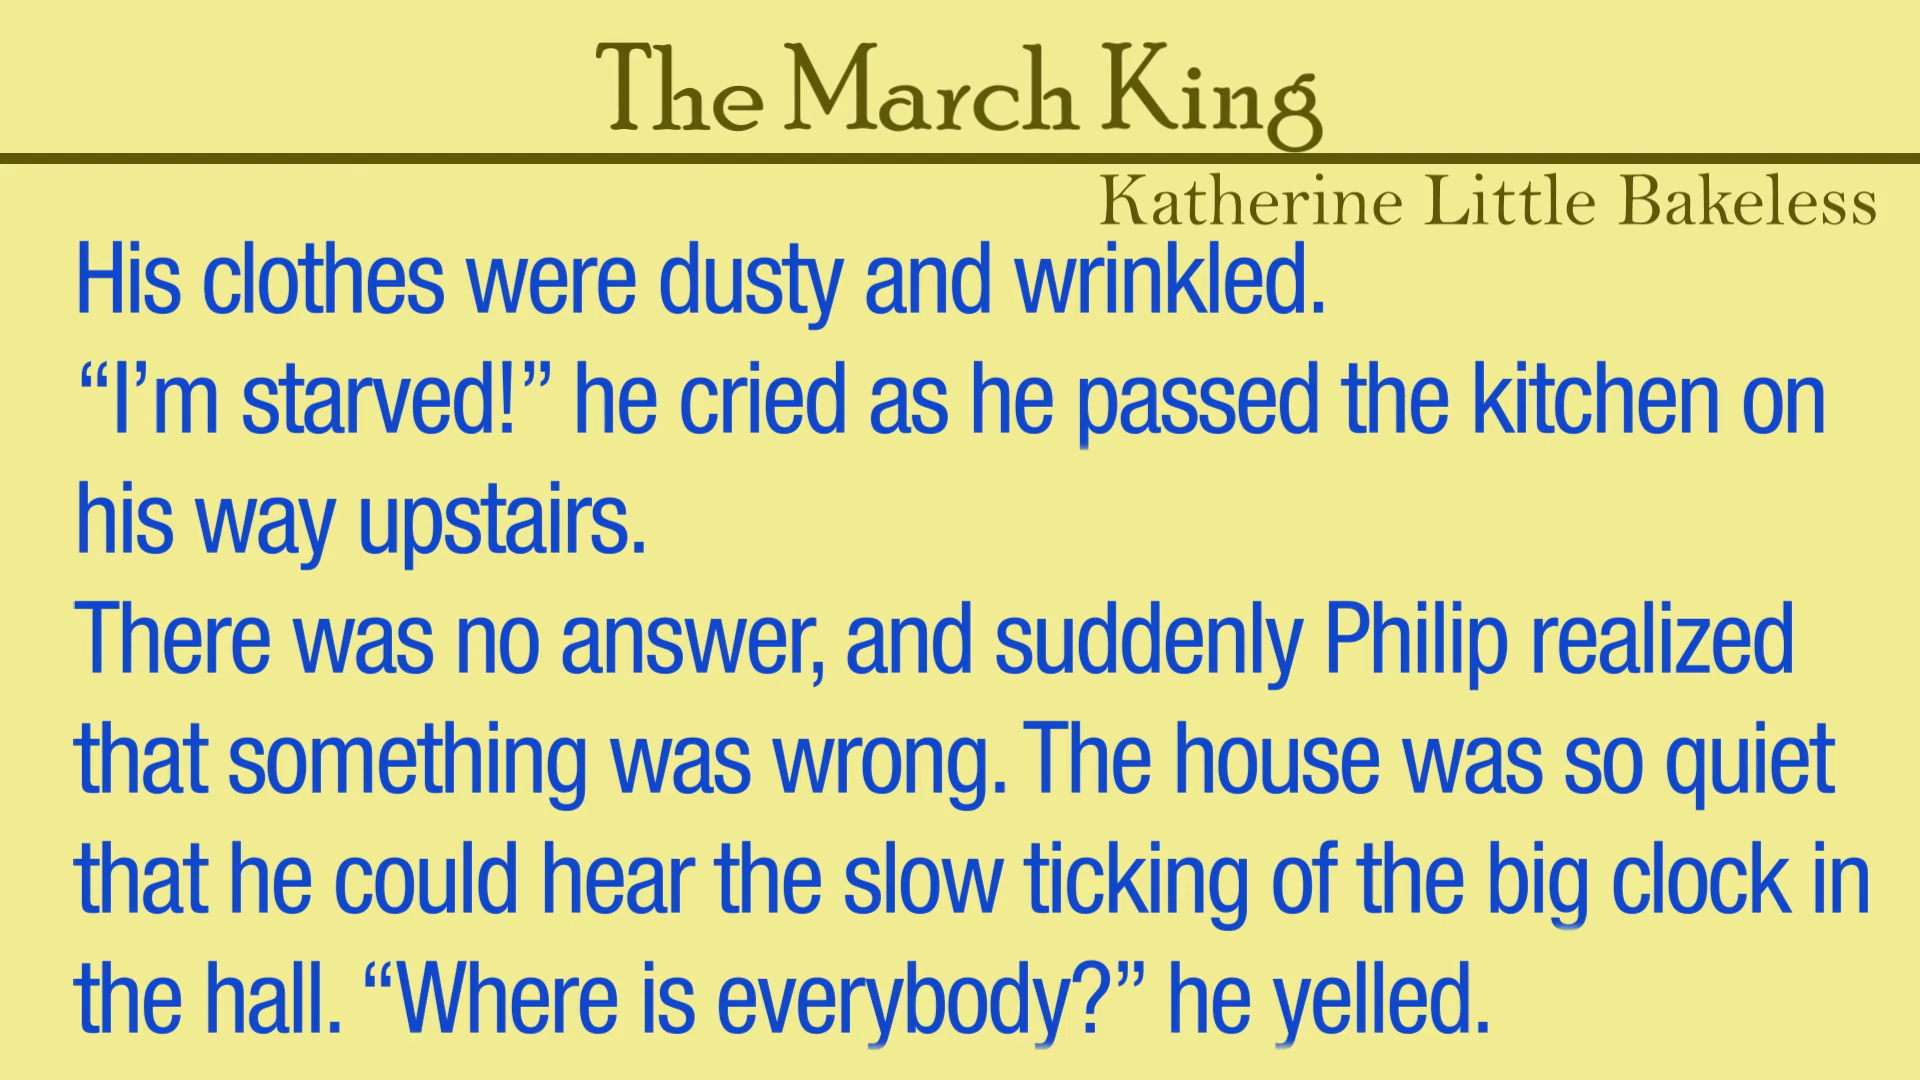 The March King
Katherine Little Bakeless
His clothes were dusty and wrinkled.
“I’m starved!” he cried as he passed the kitchen on
his way upstairs.
There was no answer, and suddenly Philip realized
that something was wrong. The house was so quiet
that he could hear the slow ticking of the big clock in
the hall. “Where is everybody?” he yelled.